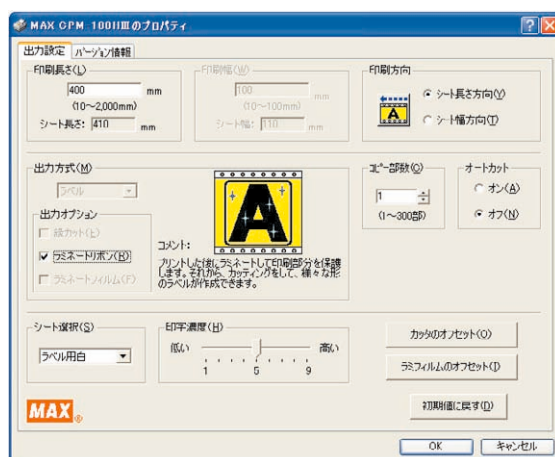 MAX CPM-100HⅢのプロパティ
出力設定 バージョン情報
印刷長さ(L)
400 mm
(10～2,000mm)
シート長さ: 410 mm
印刷幅(W)
100 mm
(10～100mm)
シート幅: 110 mm
印刷方向
シート長さ方向(V)
シート幅方向(T)
出力方式(M)
ラベル
出力オプション
線カット(E)
ラミネートリボン(R)
ラミネートフィルム(F)
A
コメント:
プリントした後にラミネートして印刷部分を保護
します。それから、カッティングをして、様々な形
のラベルが作成できます。
コピー部数(C)
1
(1～300部)
オートカット
オン(A)
オフ(N)
シート選択(S)
ラベル用白
印字濃度(H)
低い 高い
1 5 9
カッタのオフセット(O)
ラミフィルムのオフセット(I)
初期値に戻す(D)
MAX®
OK キャンセル